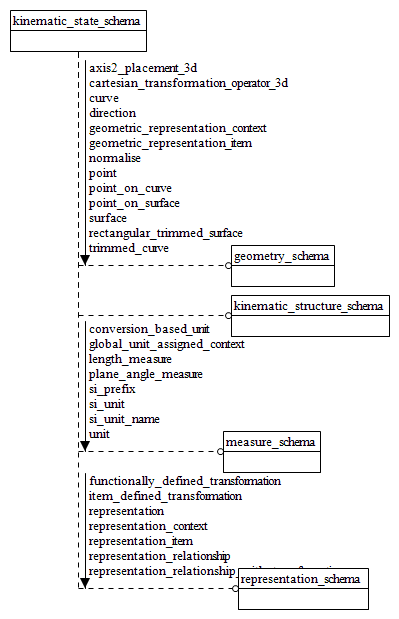 kinematic_state_schema
axis2_placement_3d
cartesian_transformation_operator_3d
curve
direction
geometric_representation_context
geometric_representation_item
normalise
point
point_on_curve
point_on_surface
surface
rectangular_trimmed_surface
trimmed_curve
geometry_schema
kinematic_structure_schema
conversion_based_unit
global_unit_assigned_context
length_measure
plane_angle_measure
si_prefix
si_unit
si_unit_name
unit
measure_schema
functionally_defined_transformation
item_defined_transformation
representation
representation_context
representation_item
representation_relationship
representation_relationship
representation_schema